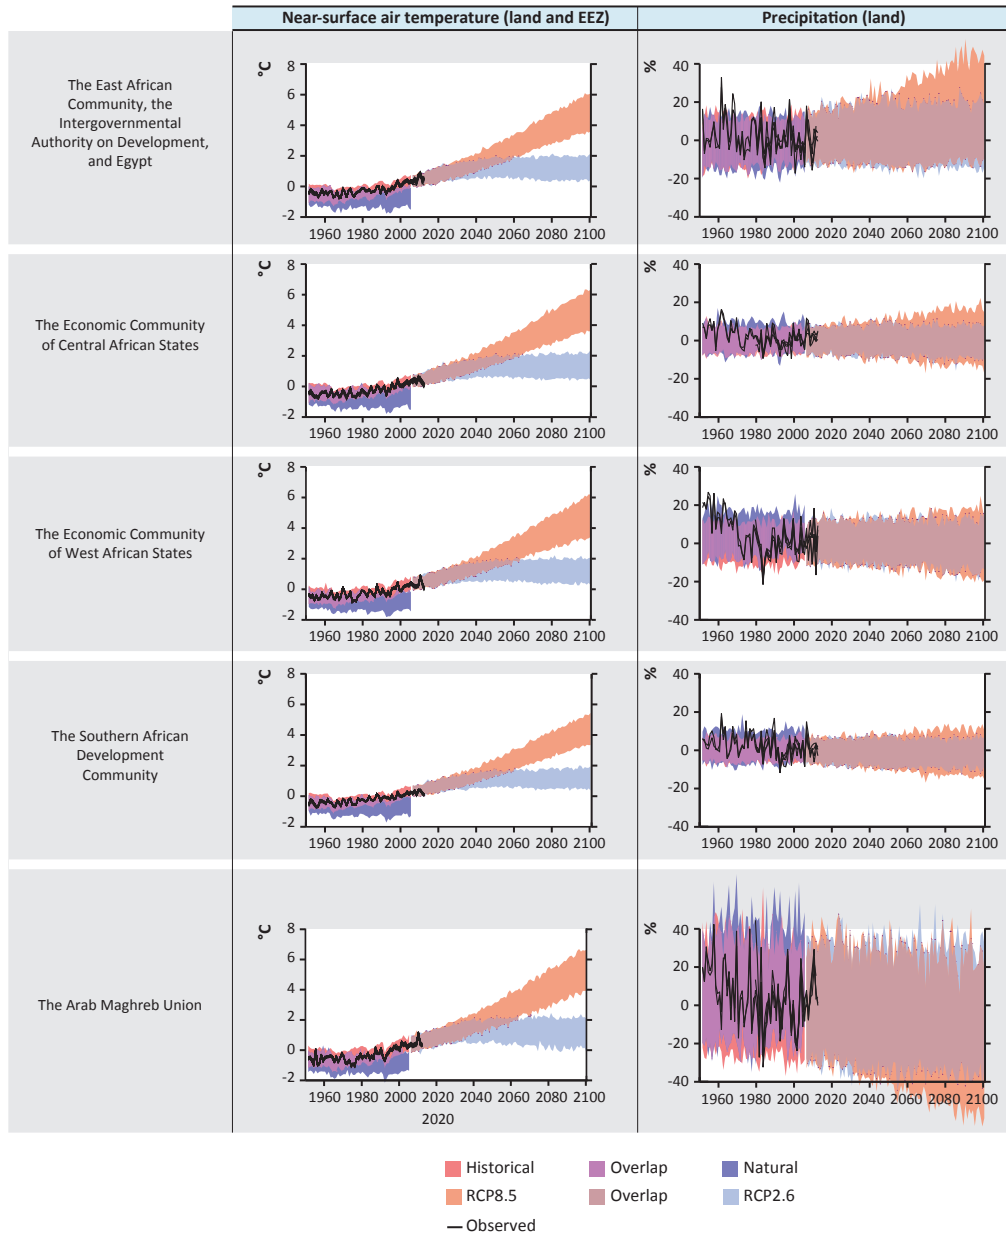 Near-surface air temperature (land and EEZ)
Precipitation (land)
The East African
Community, the
Intergovernmental
Authority on Development,
and Egypt
°C
8
6
4
2
0
-2
1960 1980 2000 2020 2040 2060 2080 2100
%
40
20
0
-20
-40
1960 1980 2000 2020 2040 2060 2080 2100
The Economic Community
of Central African States
°C
8
6
4
2
0
-2
1960 1980 2000 2020 2040 2060 2080 2100
%
40
20
0
-20
-40
1960 1980 2000 2020 2040 2060 2080 2100
The Economic Community
of West African States
°C
8
6
4
2
0
-2
1960 1980 2000 2020 2040 2060 2080 2100
%
40
20
0
-20
-40
1960 1980 2000 2020 2040 2060 2080 2100
The Southern African
Development
Community
°C
8
6
4
2
0
-2
1960 1980 2000 2020 2040 2060 2080 2100
%
40
20
0
-20
-40
1960 1980 2000 2020 2040 2060 2080 2100
The Arab Maghreb Union
°C
8
6
4
2
0
-2
1960 1980 2000 2020 2040 2060 2080 2100
2020
%
40
20
0
-20
-40
1960 1980 2000 2020 2040 2060 2080 2100
Historical Overlap Natural
RCP8.5 Overlap RCP2.6
Observed